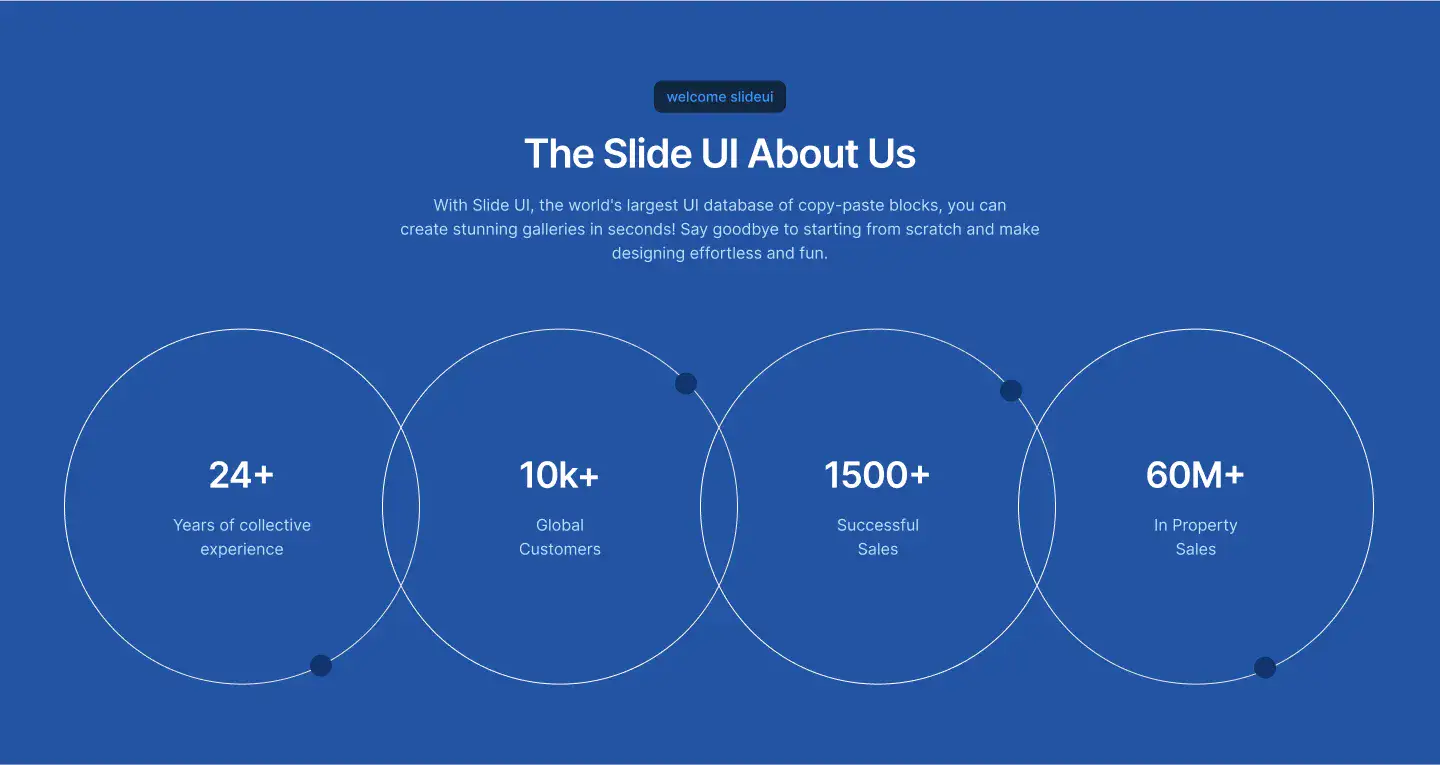 welcome slideui
The Slide UI About Us
With Slide UI, the world's largest UI database of copy-paste blocks, you can
create stunning galleries in seconds! Say goodbye to starting from scratch and make
designing effortless and fun.
24+
Years of collective
experience
10k+
Global
Customers
1500+
Successful
Sales
60M+
In Property
Sales